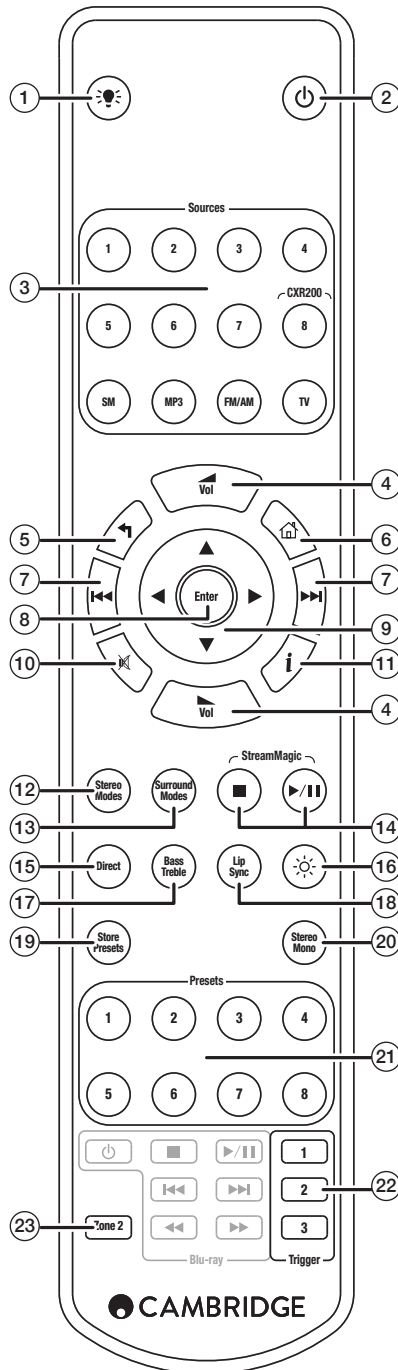 1
2
Sources
1 2 3 4
3
CXR200
5 6 7 8
SM MP3 FM/AM TV
Vol
4
5
6
7
7
Enter
8
9
10
i
11
Vol
4
StreamMagic
12
Stereo Modes
Surround Modes
13
14
15
Direct
Bass Treble
Lip Sync
16
17
18
19
Store Presets
Stereo Mono
20
Presets
1 2 3 4
21
5 6 7 8
1
2
22
23
Zone 2
3
Blu-ray
Trigger
CAMBRIDGE